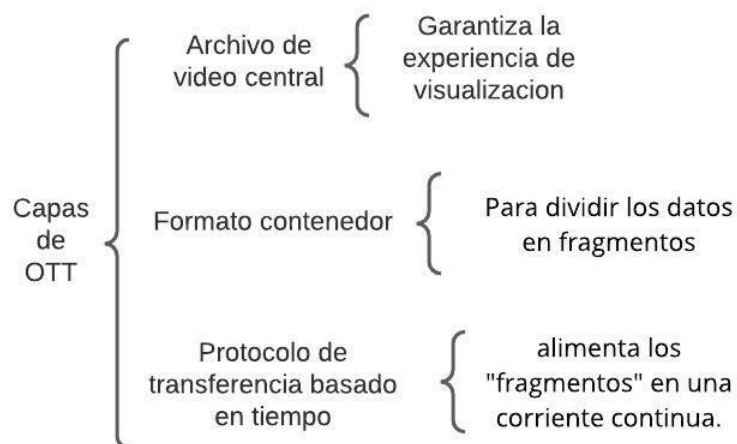 Capas
de
OTT
Archivo de
video central
Garantiza la
experiencia de
visualizacion
Formato contenedor
Para dividir los datos
en fragmentos
Protocolo de
transferencia basado
en tiempo
alimenta los
"fragmentos" en una
corriente continua.